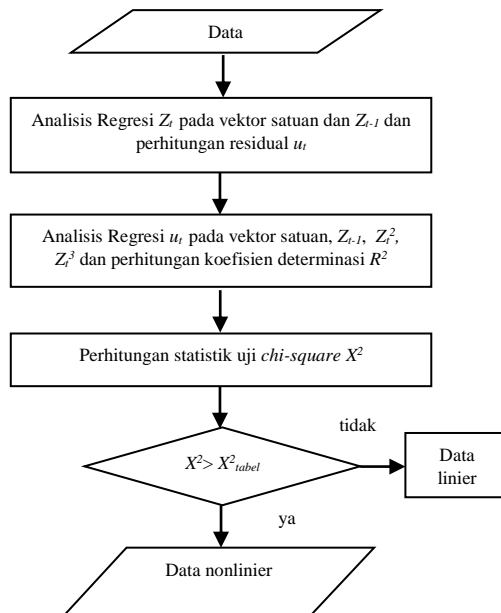 Data
Analisis Regresi Zₜ pada vektor satuan dan Zₜ₋₁ dan
perhitungan residual uₜ
Analisis Regresi uₜ pada vektor satuan, Zₜ₋₁, Zₜ²,
Zₜ³ dan perhitungan koefisien determinasi R²
Perhitungan statistik uji chi-square X²
tidak
X²> X²tabel
Data
linier
ya
Data nonlinier